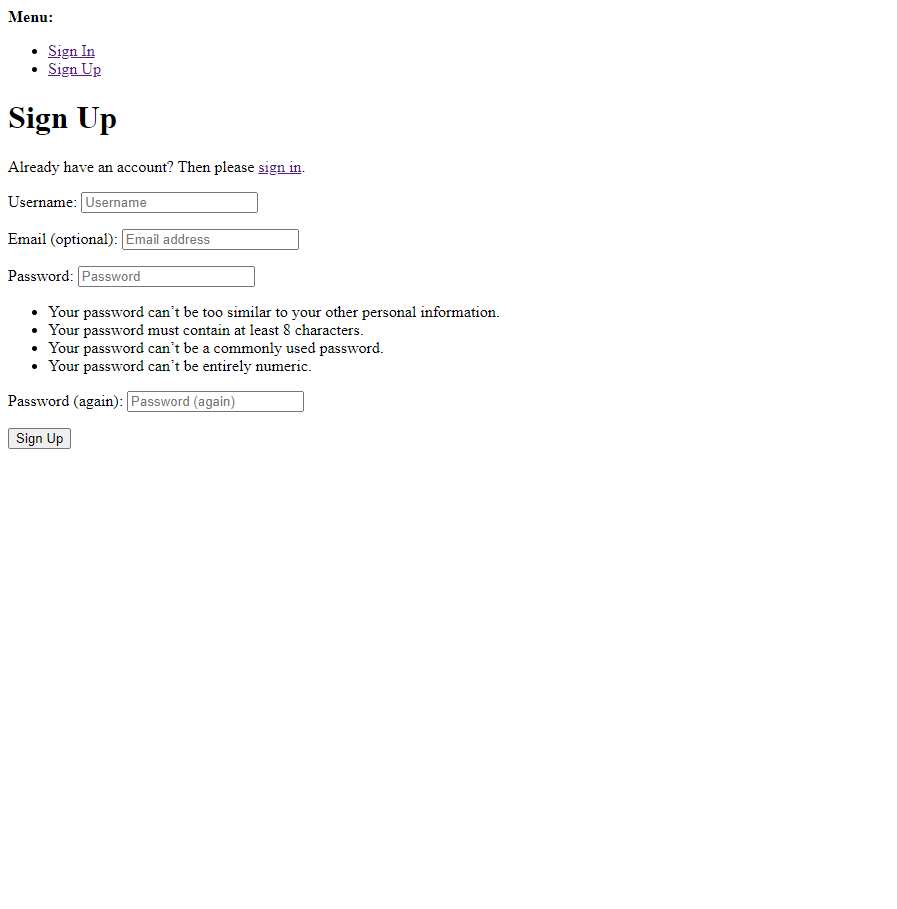 Menu:
Sign In
Sign Up
Sign Up
Already have an account? Then please sign in.
Username: Username
Email (optional): Email address
Password: Password
Your password can’t be too similar to your other personal information.
Your password must contain at least 8 characters.
Your password can’t be a commonly used password.
Your password can’t be entirely numeric.
Password (again): Password (again)
Sign Up